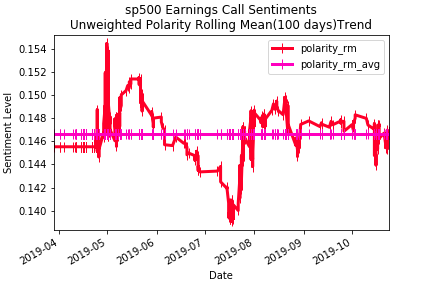 sp500 Earnings Call Sentiments
Unweighted Polarity Rolling Mean(100 days)Trend
polarity_rm
polarity_rm_avg
Sentiment Level
0.154
0.152
0.150
0.148
0.146
0.144
0.142
0.140
2019-04
2019-05
2019-06
2019-07
2019-08
2019-09
2019-10
Date